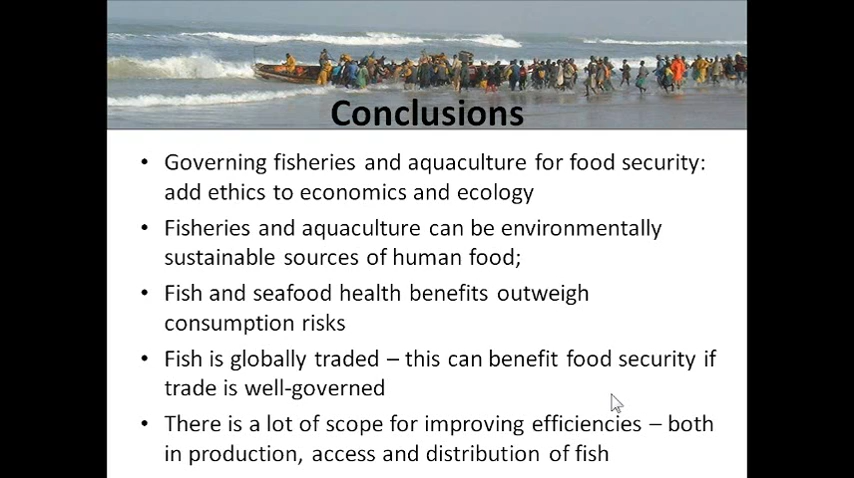 Conclusions
• Governing fisheries and aquaculture for food security:
add ethics to economics and ecology
• Fisheries and aquaculture can be environmentally
sustainable sources of human food;
• Fish and seafood health benefits outweigh
consumption risks
• Fish is globally traded – this can benefit food security if
trade is well-governed
• There is a lot of scope for improving efficiencies – both
in production, access and distribution of fish